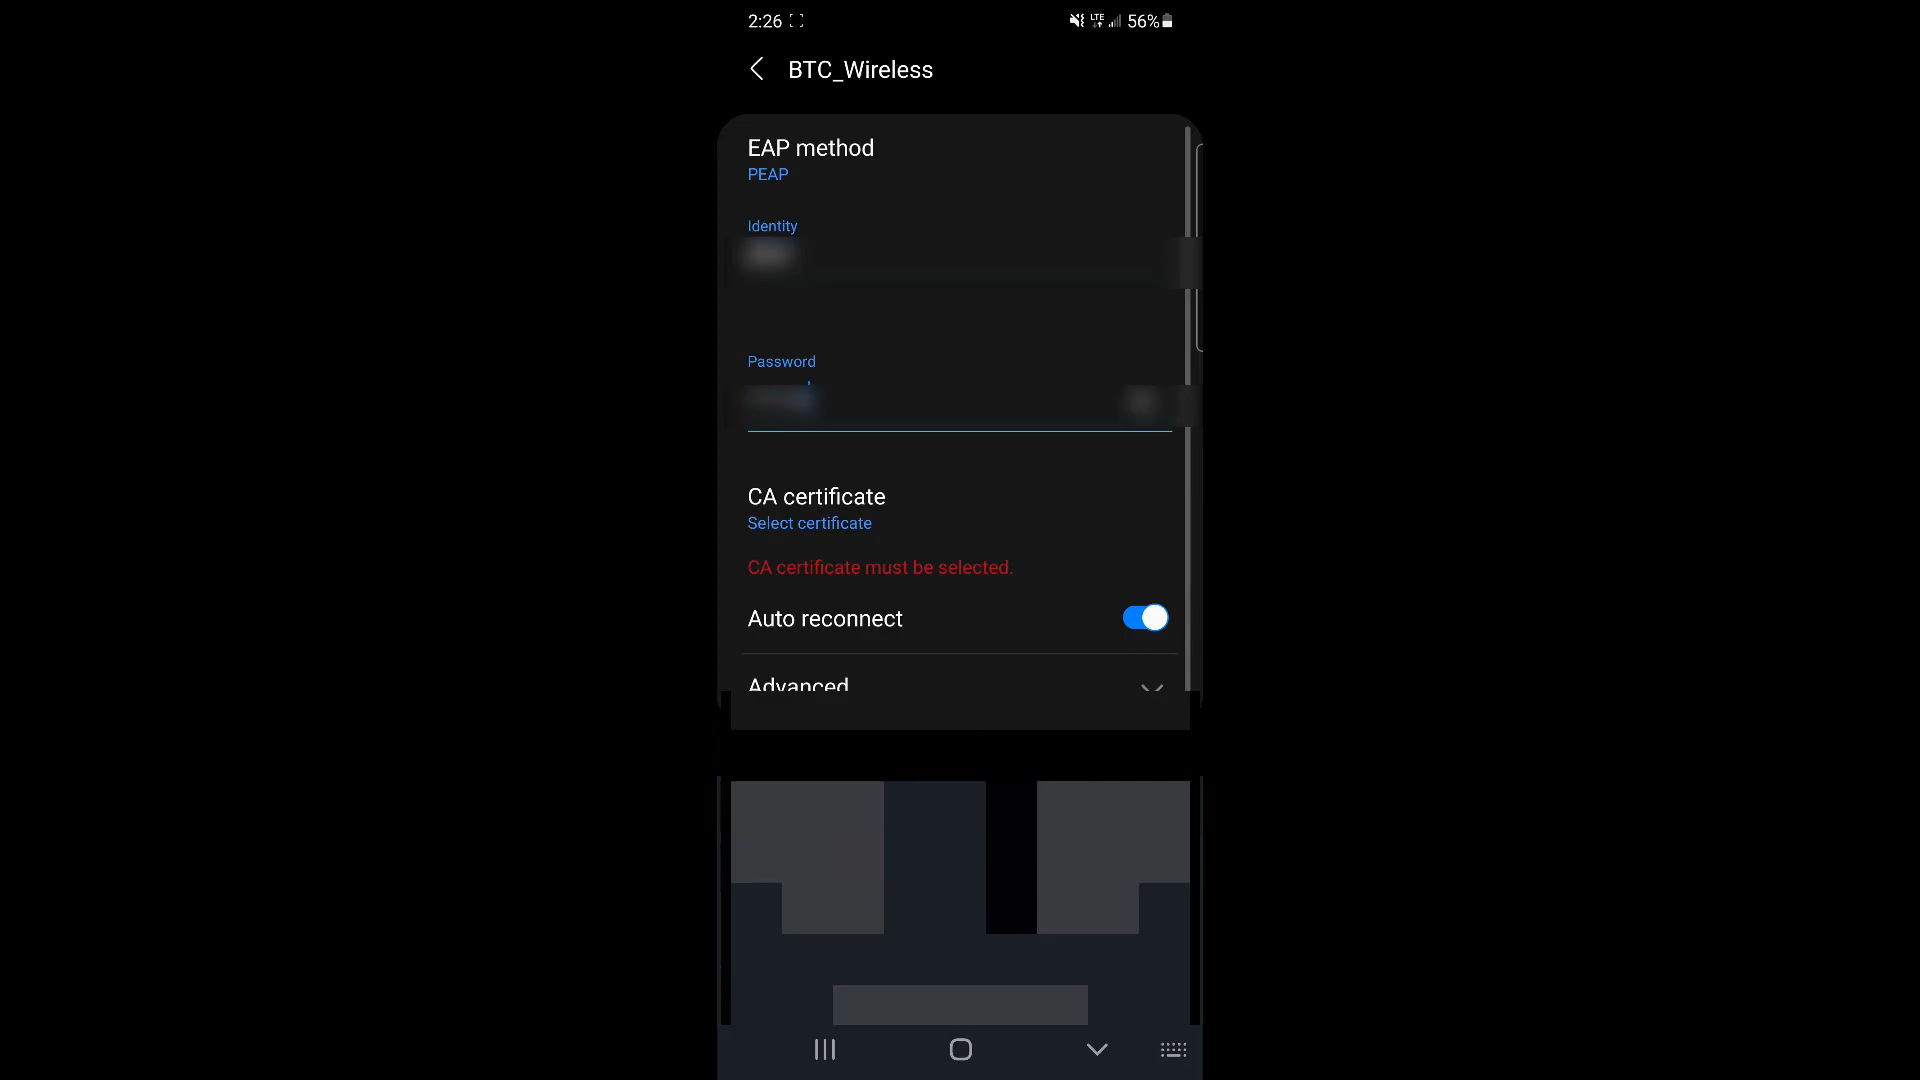 2:26 LTE 56%
BTC_Wireless
EAP method
PEAP
Identity
Password
CA certificate
Select certificate
CA certificate must be selected.
Auto reconnect
Advanced